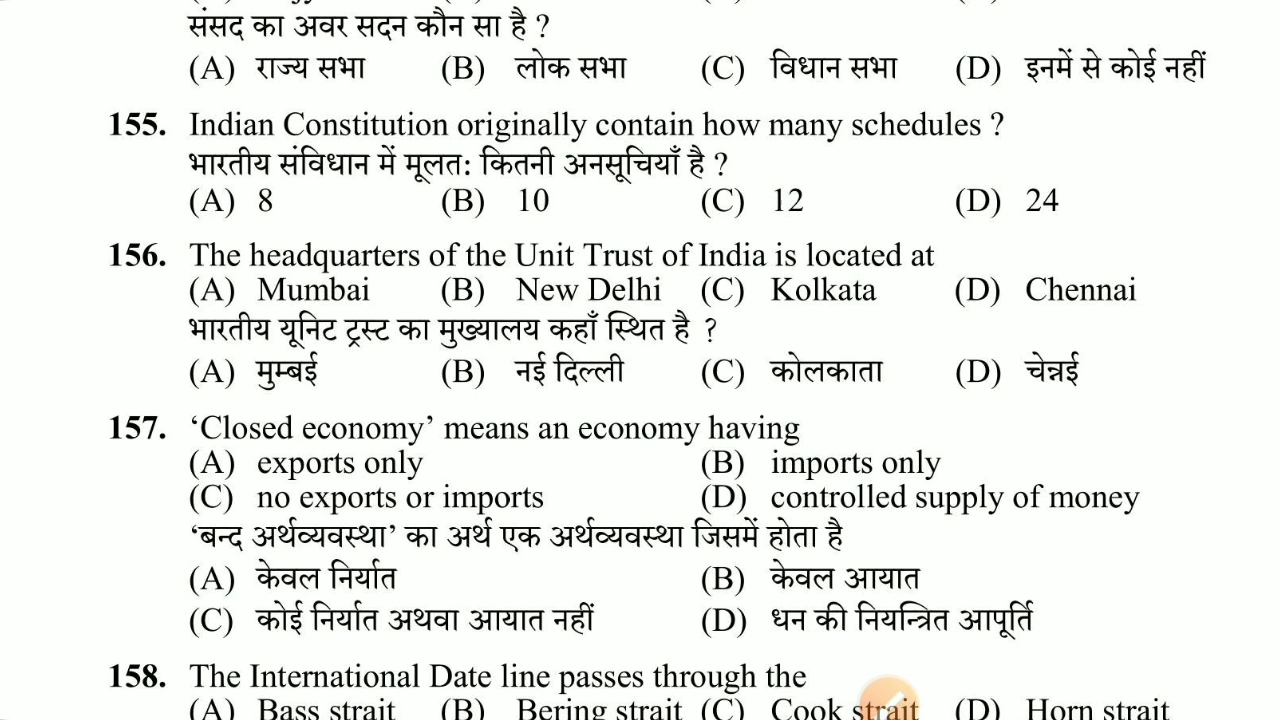 संसद का अवर सदन कौन सा है ?
(A) राज्य सभा (B) लोक सभा (C) विधान सभा (D) इनमें से कोई नहीं
155. Indian Constitution originally contain how many schedules ?
भारतीय संविधान में मूलत: कितनी अनसूचियाँ है ?
(A) 8 (B) 10 (C) 12 (D) 24
156. The headquarters of the Unit Trust of India is located at
(A) Mumbai (B) New Delhi (C) Kolkata (D) Chennai
भारतीय यूनिट ट्रस्ट का मुख्यालय कहाँ स्थित है ?
(A) मुम्बई (B) नई दिल्ली (C) कोलकाता (D) चेन्नई
157. ‘Closed economy’ means an economy having
(A) exports only (B) imports only
(C) no exports or imports (D) controlled supply of money
‘बन्द अर्थव्यवस्था’ का अर्थ एक अर्थव्यवस्था जिसमें होता है
(A) केवल निर्यात (B) केवल आयात
(C) कोई निर्यात अथवा आयात नहीं (D) धन की नियन्त्रित आपूर्ति
158. The International Date line passes through the
(A) Bass strait (B) Bering strait (C) Cook strait (D) Horn strait